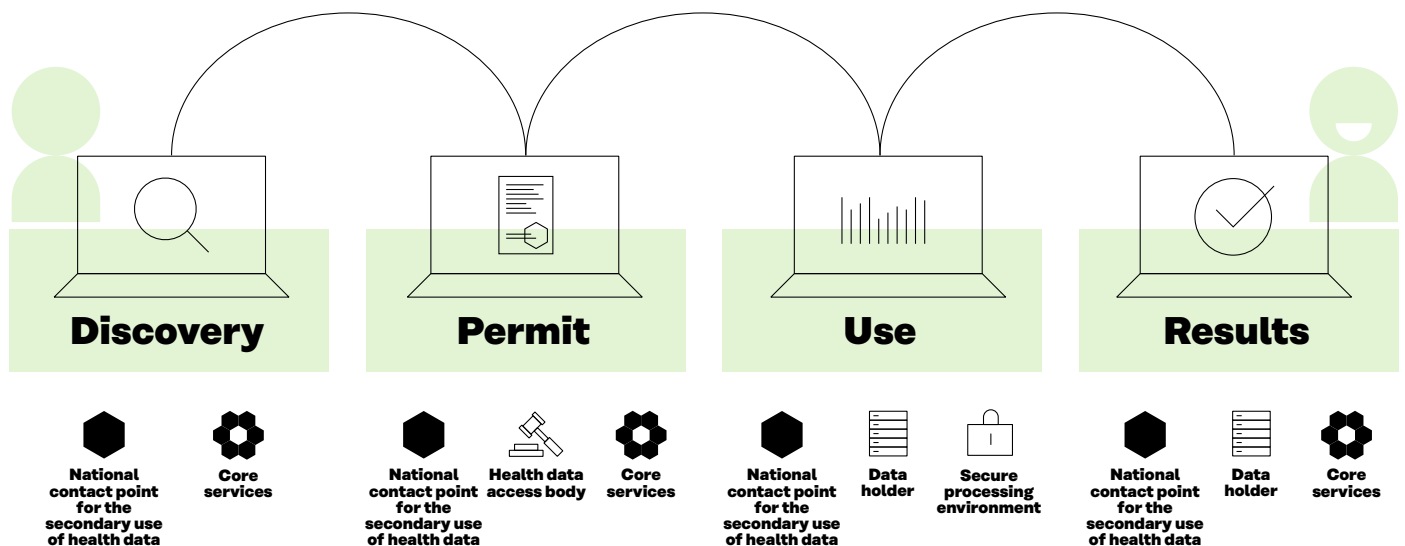 Discovery
Permit
Use
Results
National
contact point
for the
secondary use
of health data
Core
services
National
contact point
for the
secondary use
of health data
Health data
access body
Core
services
National
contact point
for the
secondary use
of health data
Data
holder
Secure
processing
environment
National
contact point
for the
secondary use
of health data
Data
holder
Core
services